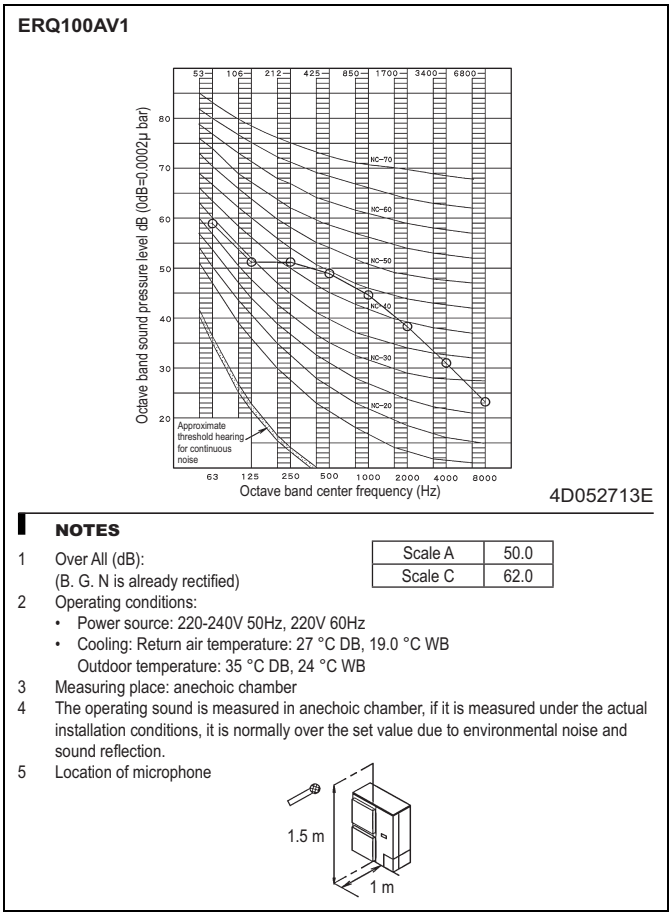 ERQ100AV1
53 106 212 425 850 1700 3400 6800
Octave band sound pressure level dB (0dB=0.0002µ bar)
80
70
60
50
40
30
20
NC-70
NC-60
NC-50
NC-40
NC-30
NC-20
Approximate
threshold hearing
for continuous
noise
63 125 250 500 1000 2000 4000 8000
Octave band center frequency (Hz)
4D052713E
NOTES
1 Over All (dB):
(B. G. N is already rectified)
Scale A 50.0
Scale C 62.0
2 Operating conditions:
• Power source: 220-240V 50Hz, 220V 60Hz
• Cooling: Return air temperature: 27 °C DB, 19.0 °C WB
Outdoor temperature: 35 °C DB, 24 °C WB
3 Measuring place: anechoic chamber
4 The operating sound is measured in anechoic chamber, if it is measured under the actual
installation conditions, it is normally over the set value due to environmental noise and
sound reflection.
5 Location of microphone
1.5 m
1 m